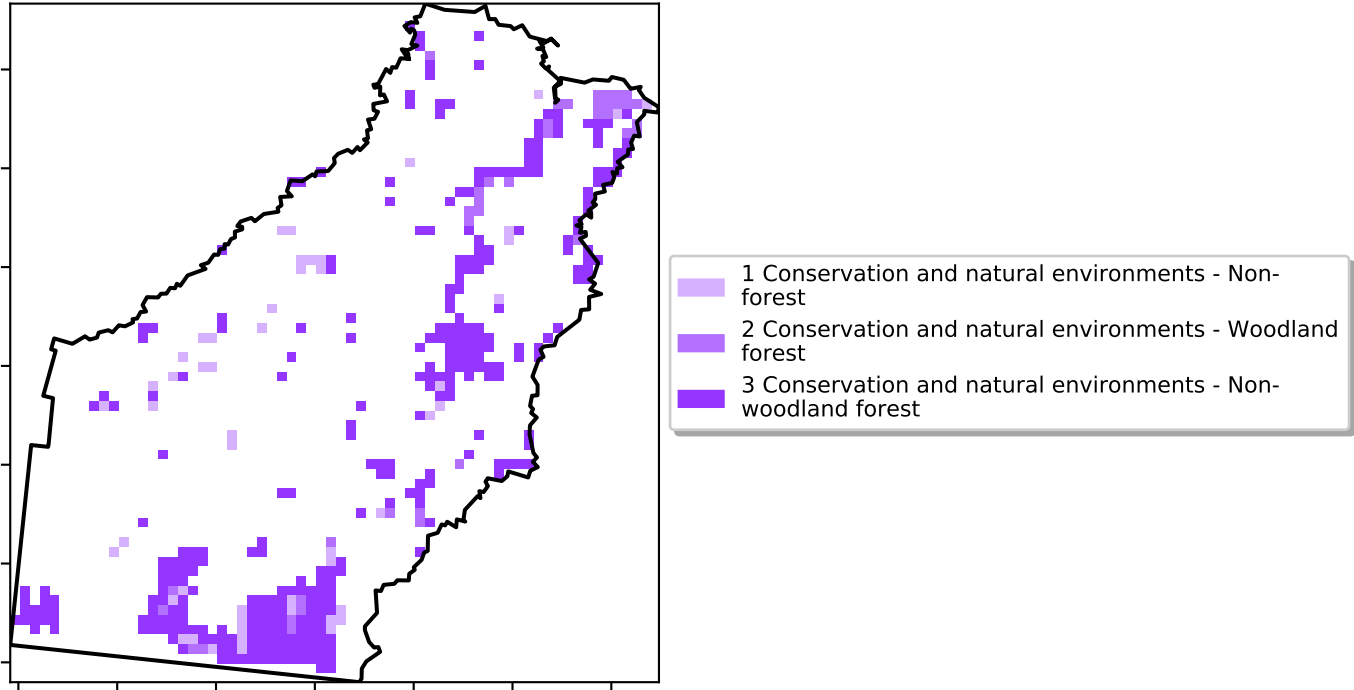 1 Conservation and natural environments - Non-
forest
2 Conservation and natural environments - Woodland
forest
3 Conservation and natural environments - Non-
woodland forest